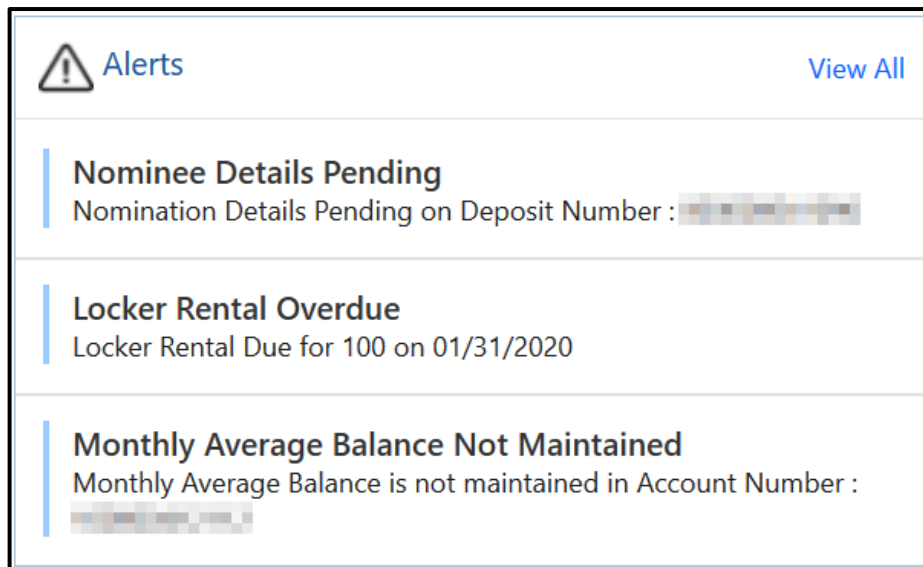 Alerts
View All
Nominee Details Pending
Nomination Details Pending on Deposit Number :
Locker Rental Overdue
Locker Rental Due for 100 on 01/31/2020
Monthly Average Balance Not Maintained
Monthly Average Balance is not maintained in Account Number :